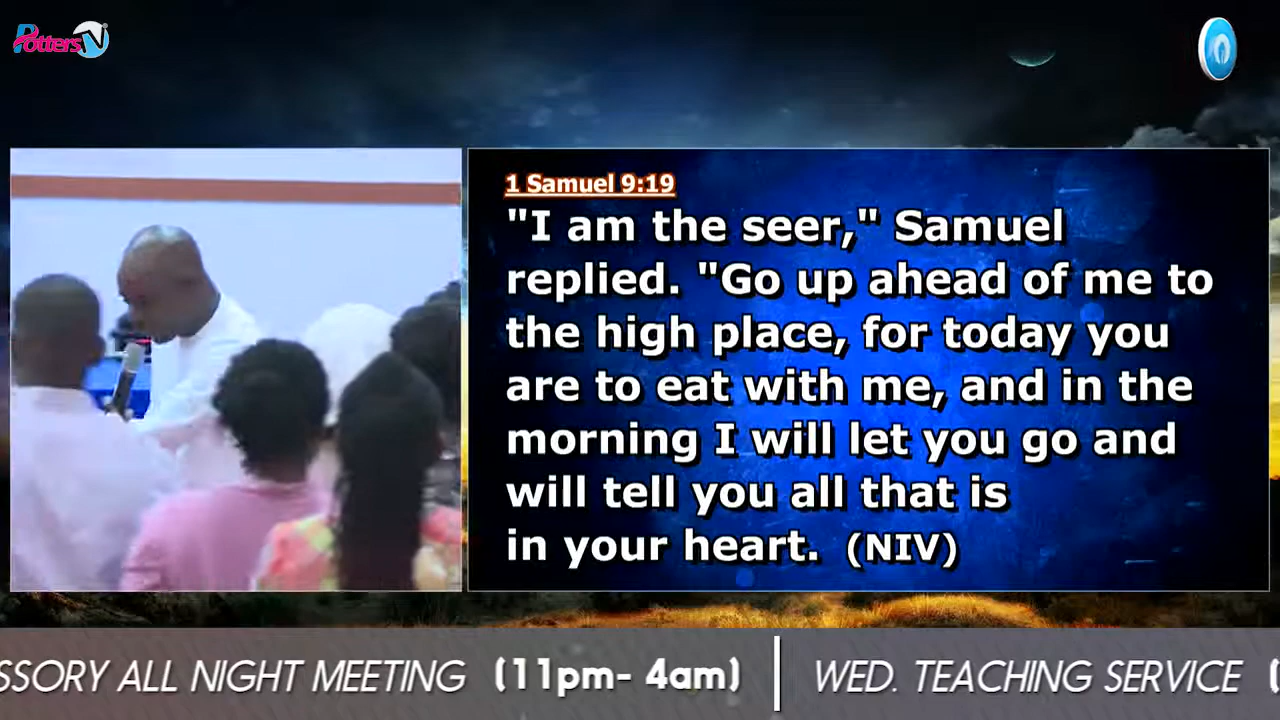 PottersTV
1 Samuel 9:19
"I am the seer," Samuel
replied. "Go up ahead of me to
the high place, for today you
are to eat with me, and in the
morning I will let you go and
will tell you all that is
in your heart. (NIV)
SSORY ALL NIGHT MEETING (11pm- 4am) | WED. TEACHING SERVICE (